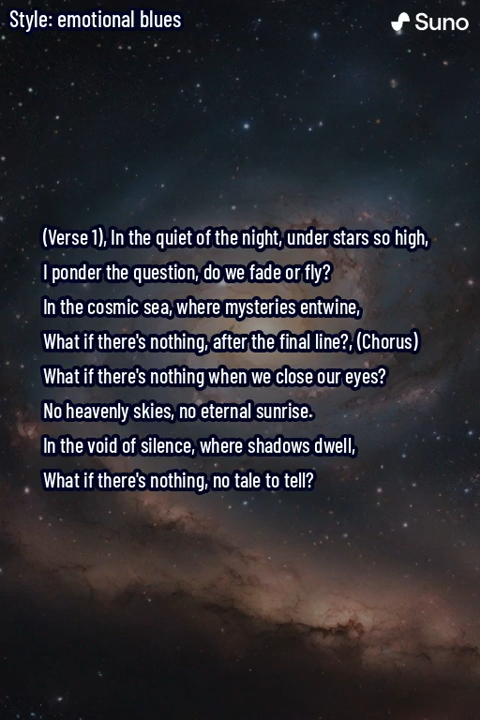 Style: emotional blues
Suno
(Verse 1), In the quiet of the night, under stars so high,
I ponder the question, do we fade or fly?
In the cosmic sea, where mysteries entwine,
What if there's nothing, after the final line?, (Chorus)
What if there's nothing when we close our eyes?
No heavenly skies, no eternal sunrise.
In the void of silence, where shadows dwell,
What if there's nothing, no tale to tell?